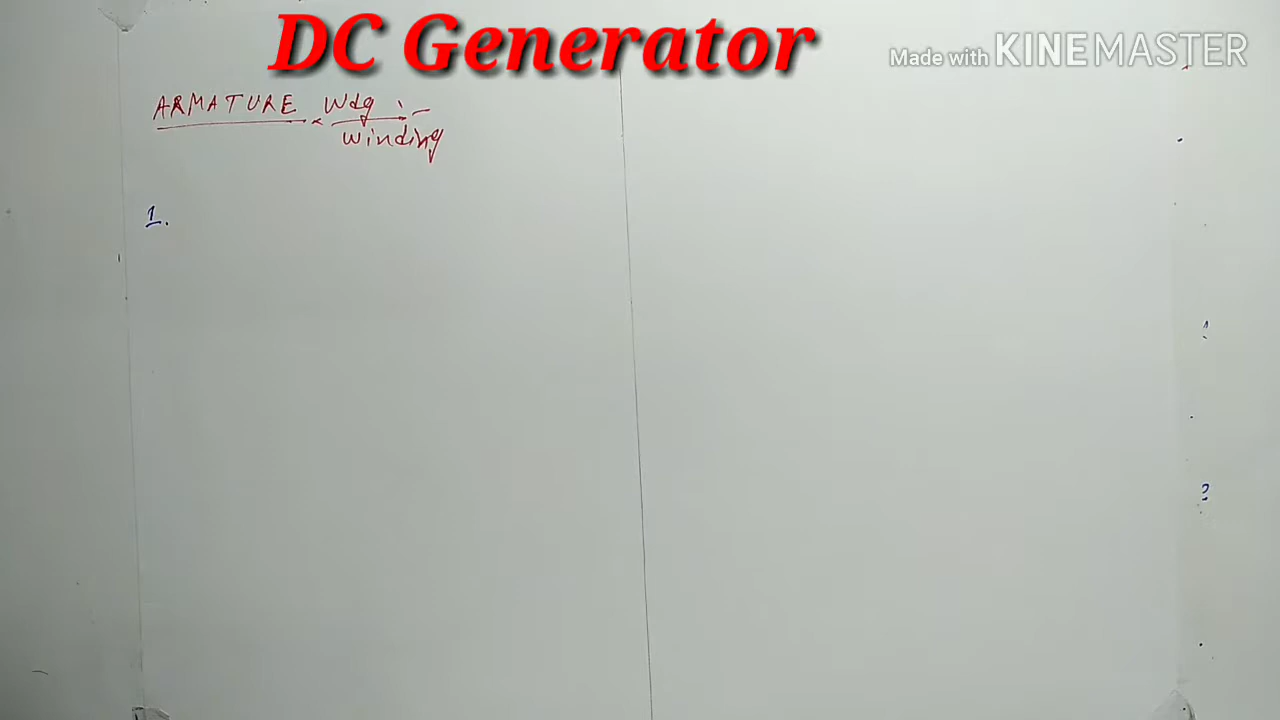 DC Generator
Made with KINEMASTER
ARMATURE Wdg :-
winding
1.